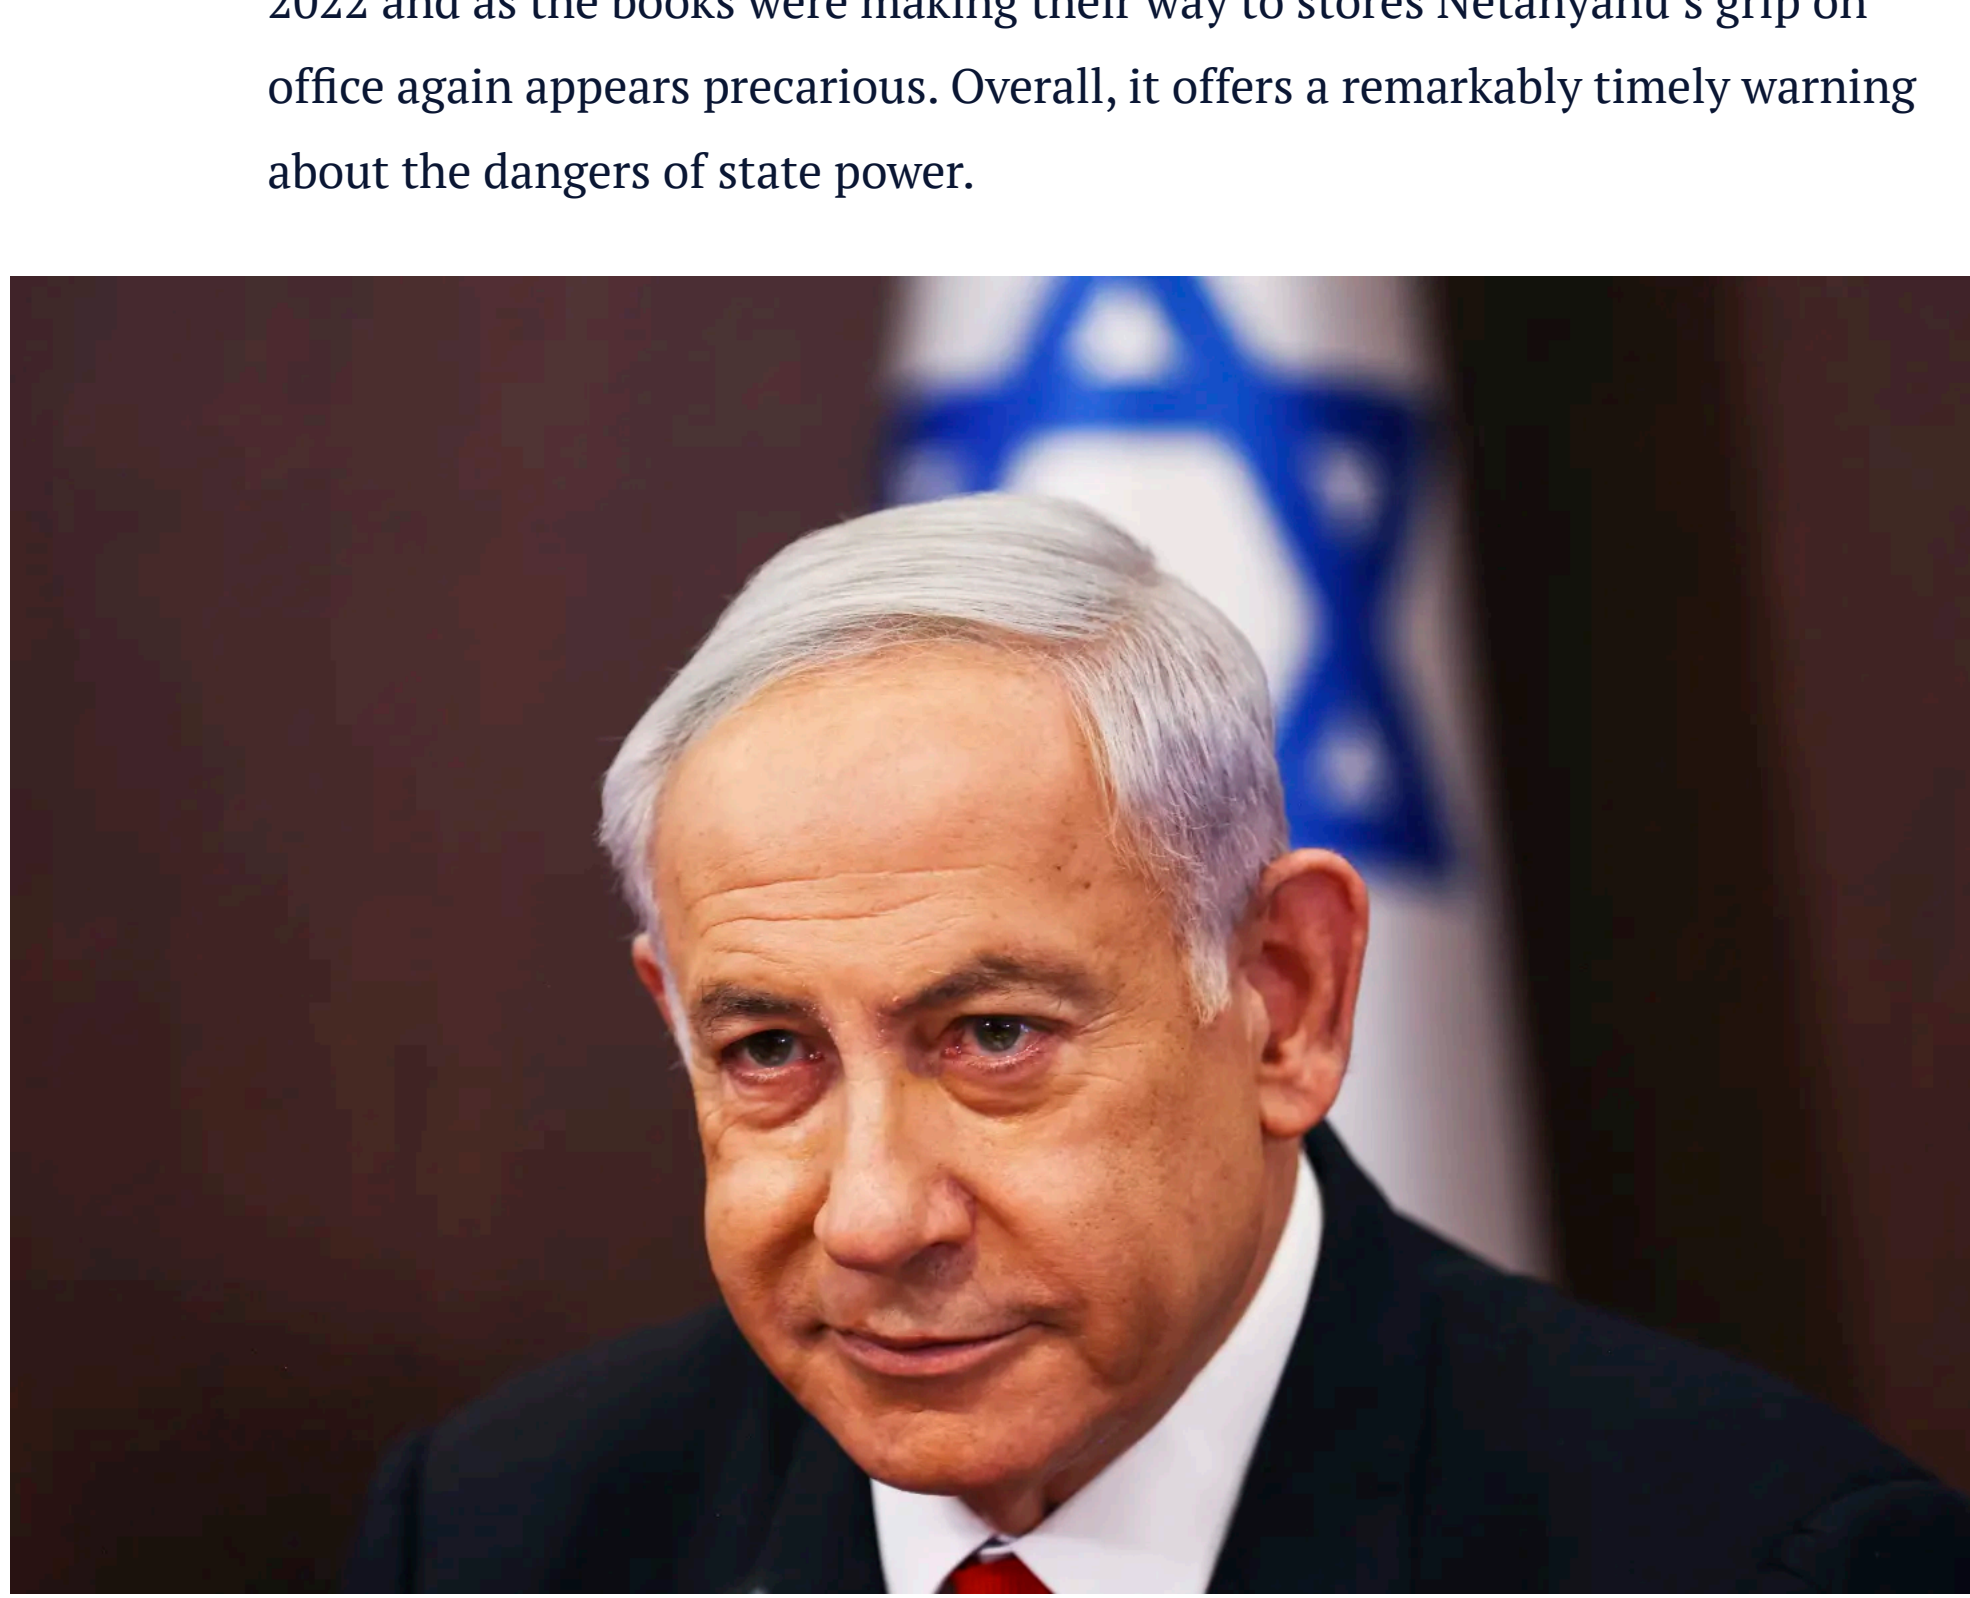 2022 and as the books were making their way to stores Netanyahu's grip on
office again appears precarious. Overall, it offers a remarkably timely warning
about the dangers of state power.